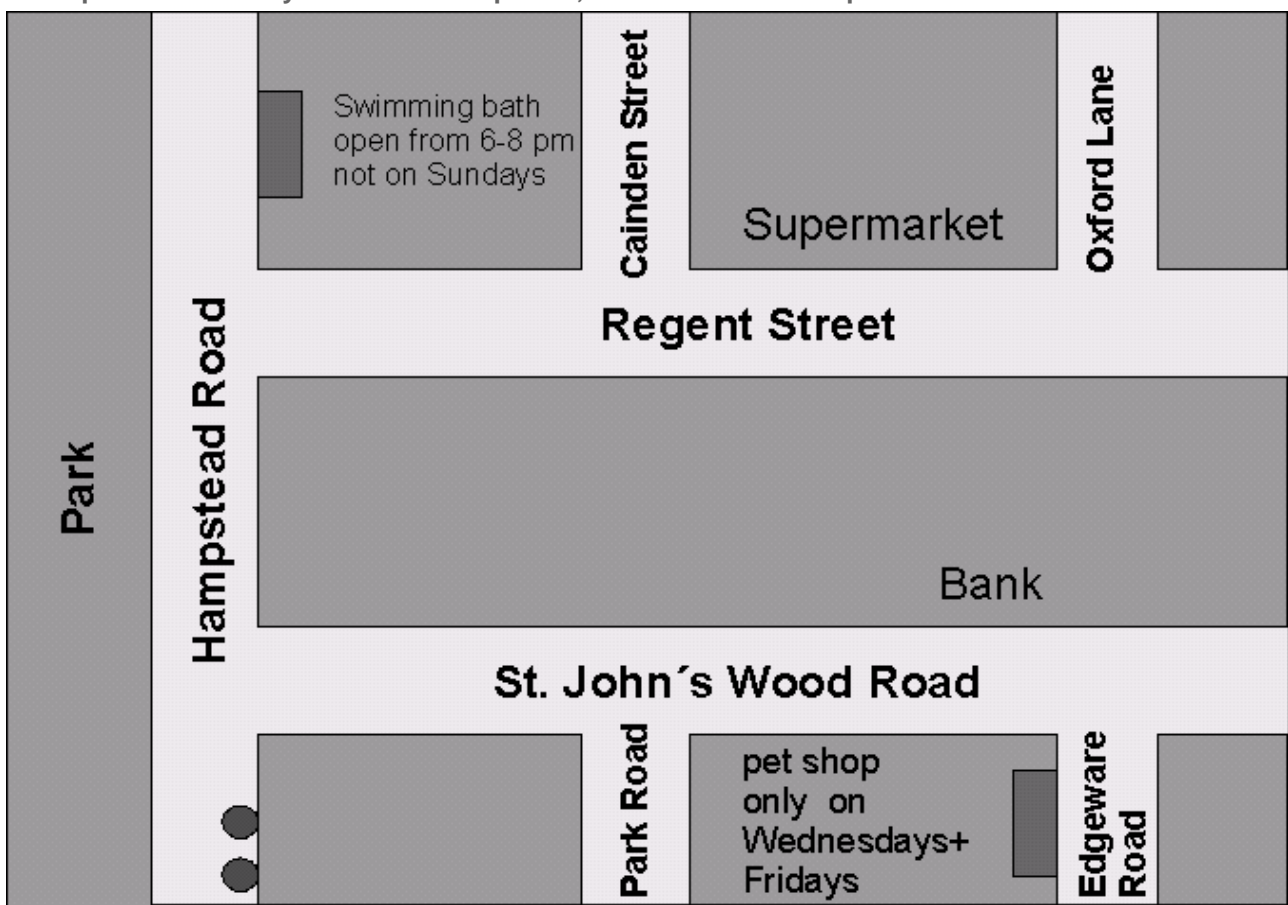 Swimming bath
open from 6-8 pm
not on Sundays
Cainden Street
Oxford Lane
Supermarket
Regent Street
Hampstead Road
Park
Bank
St. John´s Wood Road
Park Road
pet shop
only on
Wednesdays+
Fridays
Edgeware
Road